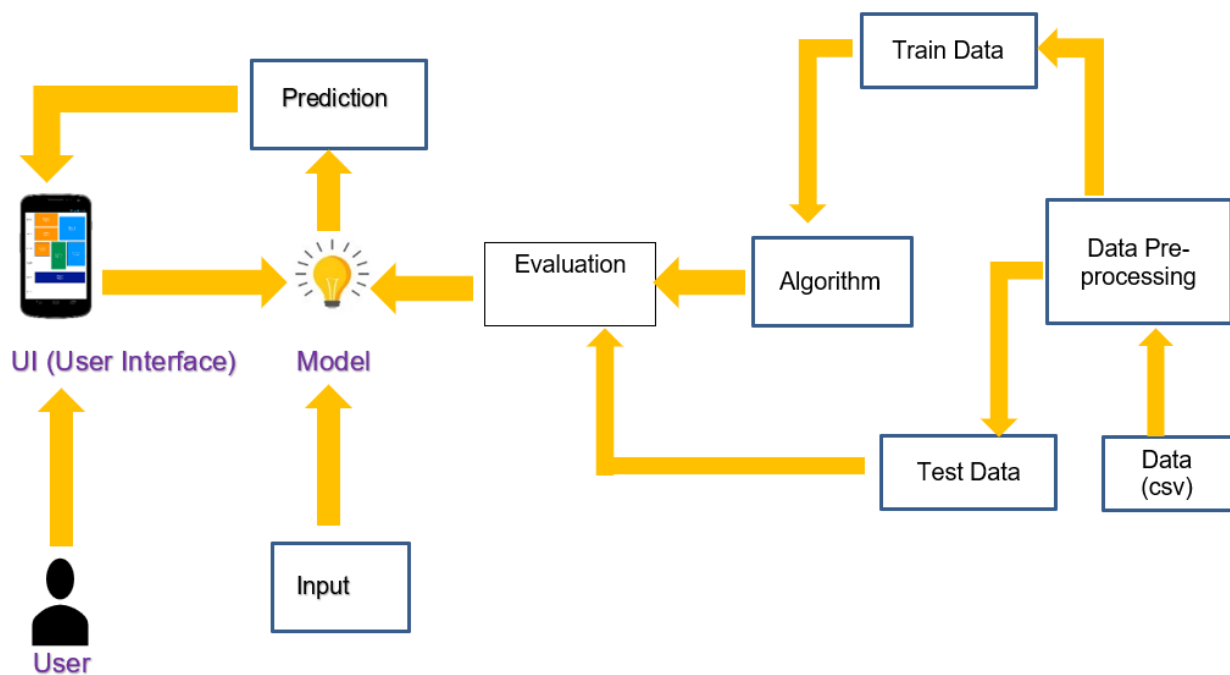 Train Data
Prediction
Evaluation
Algorithm
Data Pre-
processing
UI (User Interface)
Model
Test Data
Data
(csv)
Input
User